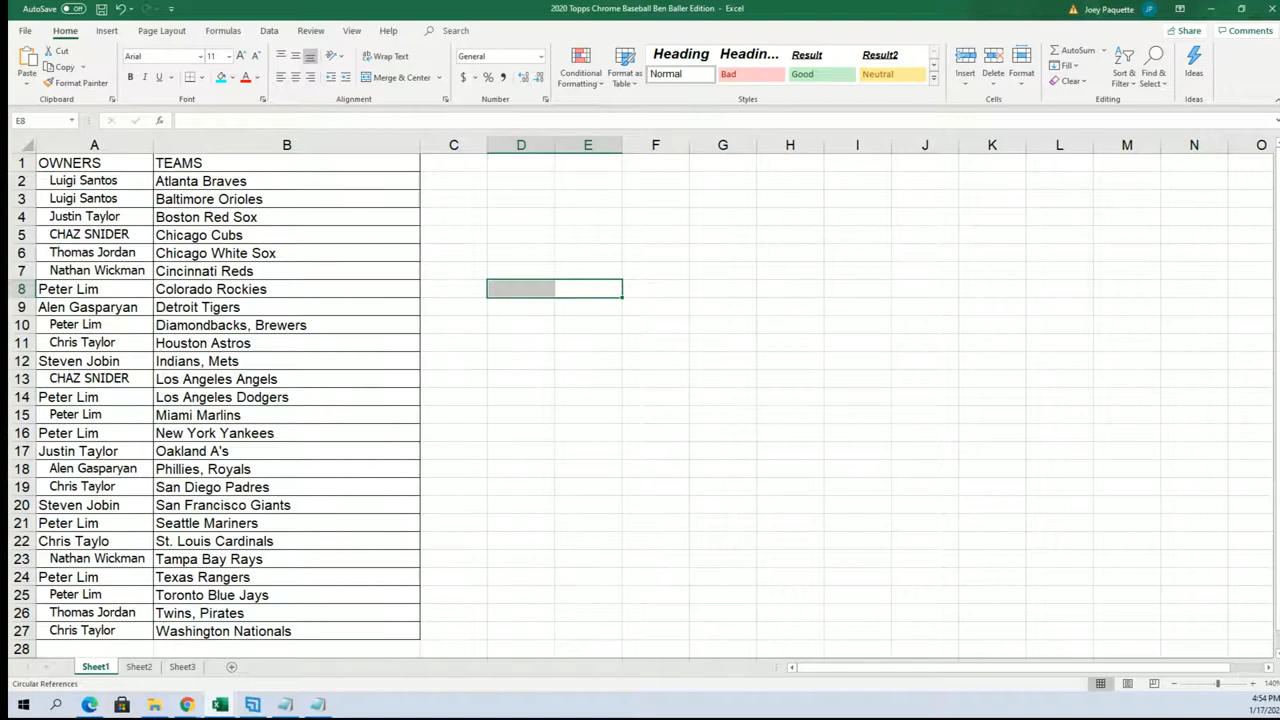 AutoSave Off 2020 Topps Chrome Baseball Ben Baller Edition - Excel Joey Paquette JP
File Home Insert Page Layout Formulas Data Review View Help Search Share Comments
Paste Cut Copy Format Painter Clipboard
Arial 11 A A B I U A Font
Wrap Text Merge & Center Alignment
General $ % , Number
Conditional Formatting Format as Table
Heading Headin... Result Result2
Normal Bad Good Neutral
Styles
Insert Delete Format Cells
AutoSum Fill Clear Sort & Filter Find & Select Editing
Ideas Ideas
E8 fx
A B C D E F G H I J K L M N O
1 OWNERS TEAMS
2 Luigi Santos Atlanta Braves
3 Luigi Santos Baltimore Orioles
4 Justin Taylor Boston Red Sox
5 CHAZ SNIDER Chicago Cubs
6 Thomas Jordan Chicago White Sox
7 Nathan Wickman Cincinnati Reds
8 Peter Lim Colorado Rockies
9 Alen Gasparyan Detroit Tigers
10 Peter Lim Diamondbacks, Brewers
11 Chris Taylor Houston Astros
12 Steven Jobin Indians, Mets
13 CHAZ SNIDER Los Angeles Angels
14 Peter Lim Los Angeles Dodgers
15 Peter Lim Miami Marlins
16 Peter Lim New York Yankees
17 Justin Taylor Oakland A's
18 Alen Gasparyan Phillies, Royals
19 Chris Taylor San Diego Padres
20 Steven Jobin San Francisco Giants
21 Peter Lim Seattle Mariners
22 Chris Taylo St. Louis Cardinals
23 Nathan Wickman Tampa Bay Rays
24 Peter Lim Texas Rangers
25 Peter Lim Toronto Blue Jays
26 Thomas Jordan Twins, Pirates
27 Chris Taylor Washington Nationals
28
Sheet1 Sheet2 Sheet3
Circular References 140%
4:54 PM
1/17/202